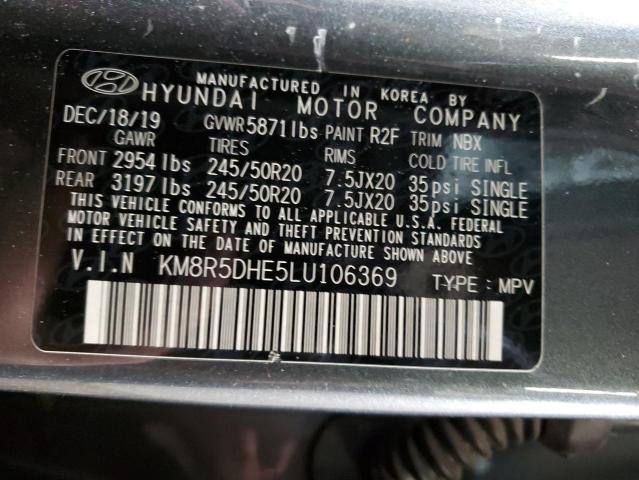 MANUFACTURED IN KOREA BY
HYUNDAI MOTOR COMPANY
DEC/18/19 GVWR 5871 lbs PAINT R2F TRIM NBX
GAWR TIRES RIMS COLD TIRE INFL
FRONT 2954 lbs 245/50R20 7.5JX20 35psi SINGLE
REAR 3197 lbs 245/50R20 7.5JX20 35psi SINGLE
THIS VEHICLE CONFORMS TO ALL APPLICABLE U.S.A. FEDERAL
MOTOR VEHICLE SAFETY AND THEFT PREVENTION STANDARDS
IN EFFECT ON THE DATE OF MANUFACTURE SHOWN ABOVE.
V.I.N KM8R5DHE5LU106369 TYPE : MPV